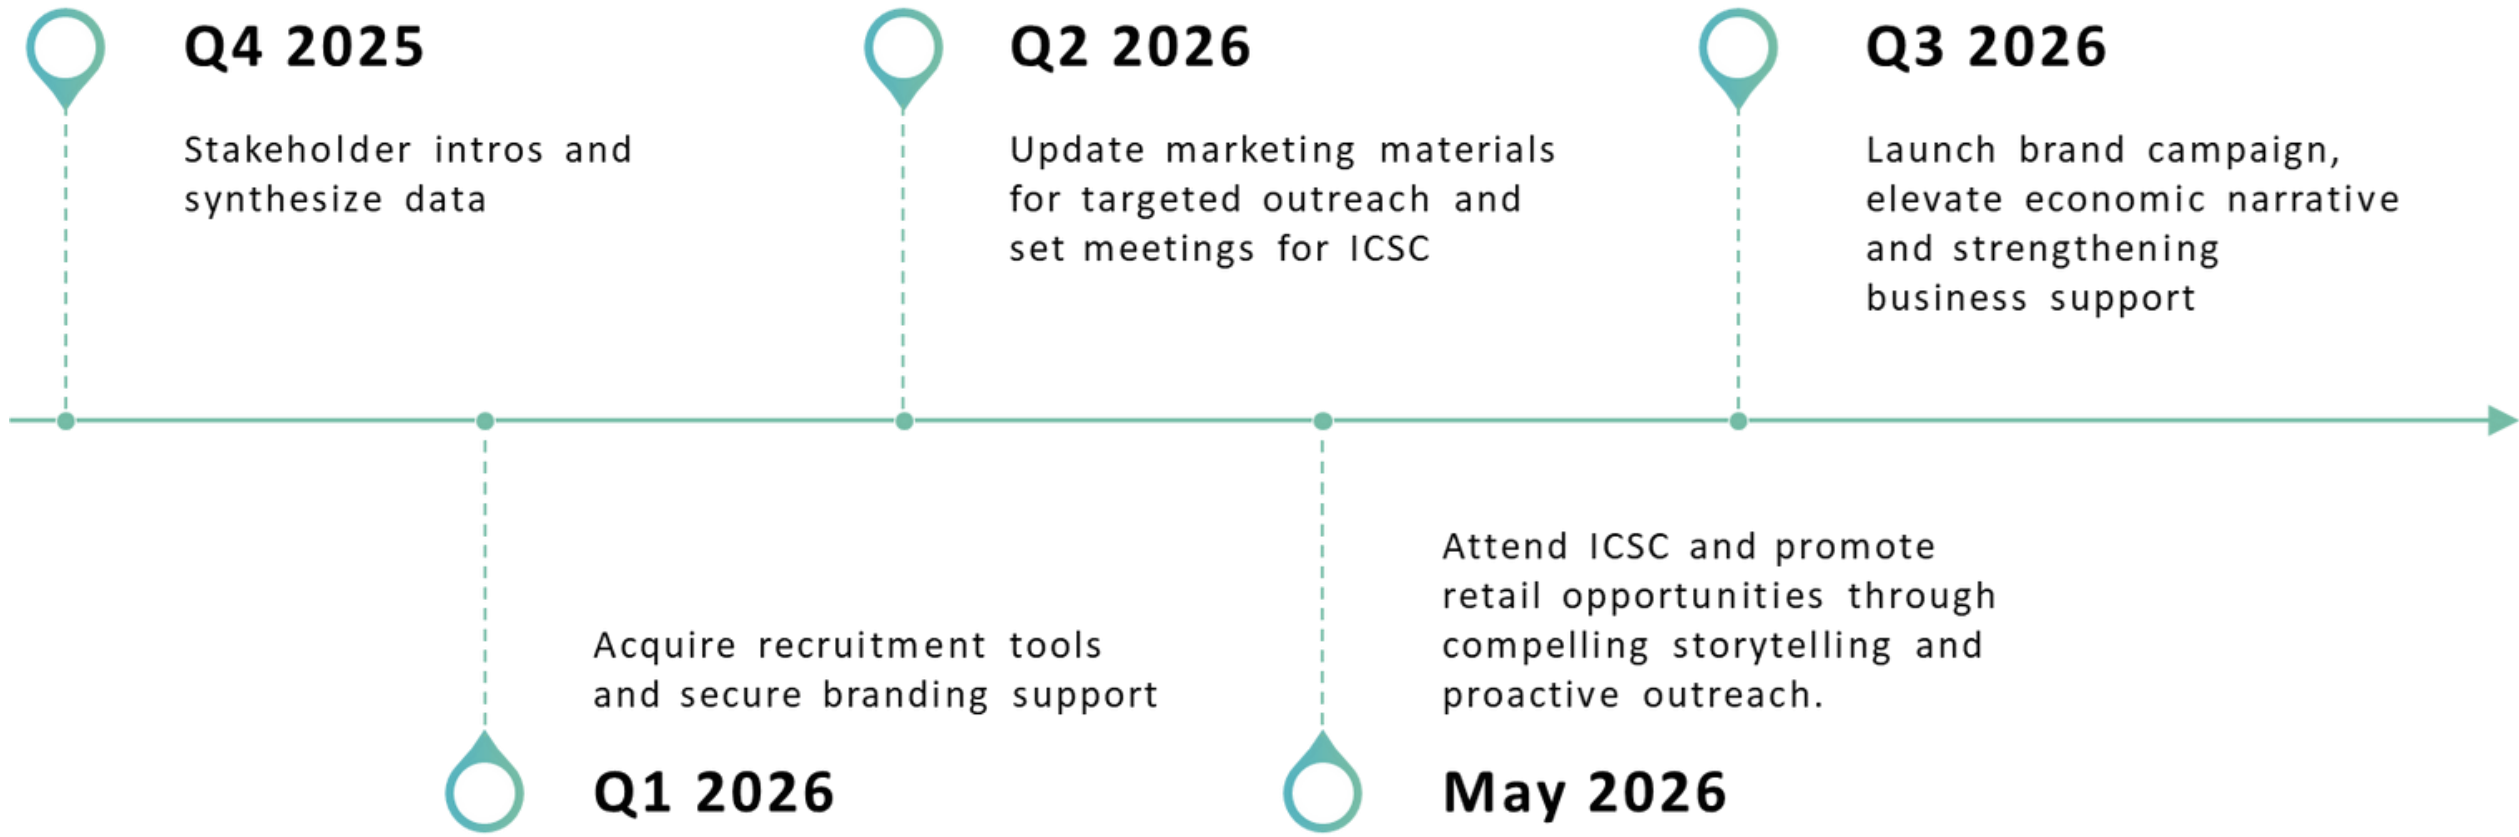 Q4 2025
Stakeholder intros and
synthesize data
Q2 2026
Update marketing materials
for targeted outreach and
set meetings for ICSC
Q3 2026
Launch brand campaign,
elevate economic narrative
and strengthening
business support
Acquire recruitment tools
and secure branding support
Q1 2026
Attend ICSC and promote
retail opportunities through
compelling storytelling and
proactive outreach.
May 2026